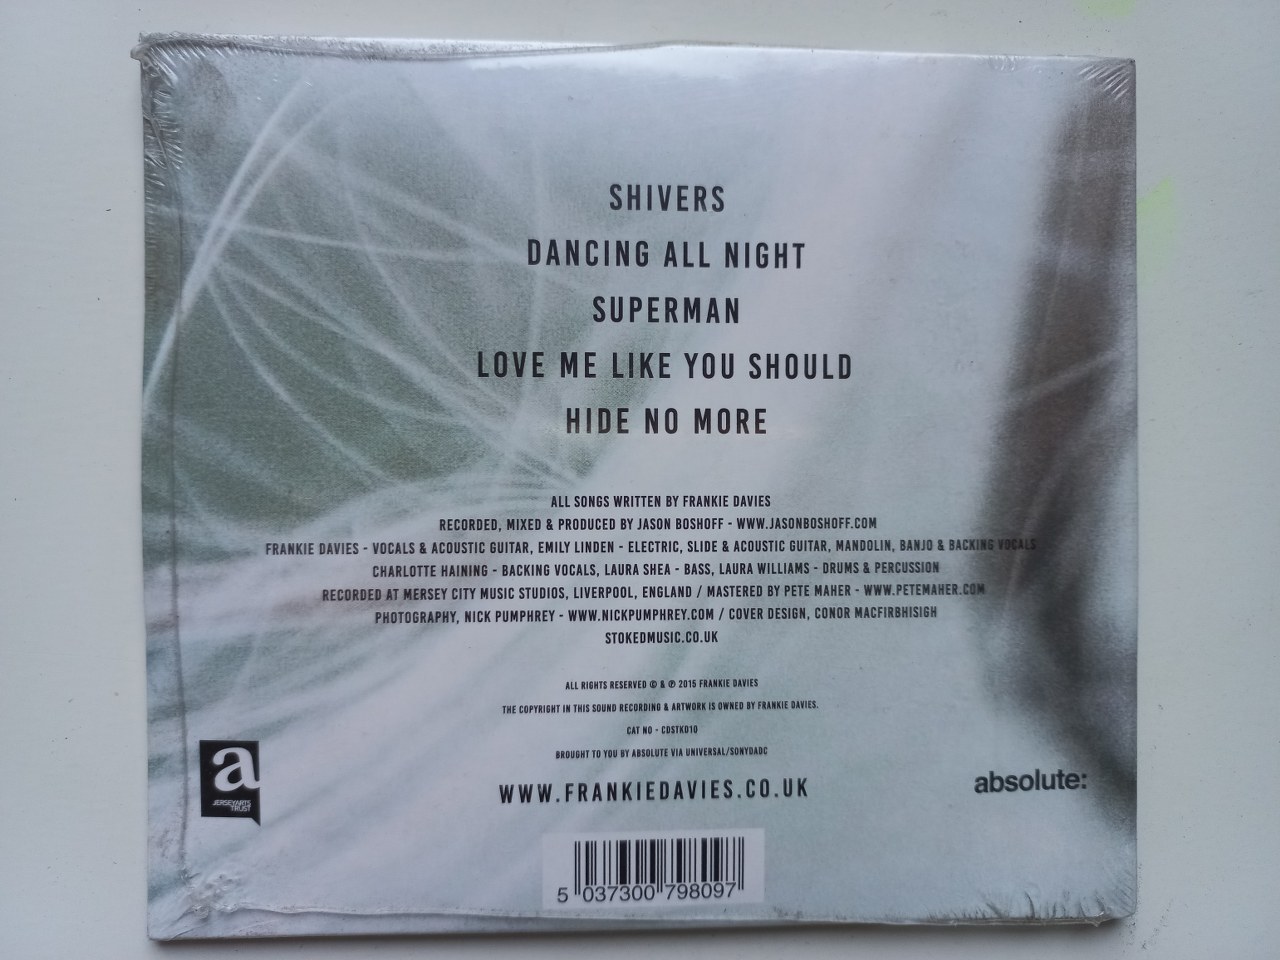 SHIVERS
DANCING ALL NIGHT
SUPERMAN
LOVE ME LIKE YOU SHOULD
HIDE NO MORE
ALL SONGS WRITTEN BY FRANKIE DAVIES
RECORDED, MIXED & PRODUCED BY JASON BOSHOFF - WWW.JASONBOSHOFF.COM
FRANKIE DAVIES - VOCALS & ACOUSTIC GUITAR, EMILY LINDEN - ELECTRIC, SLIDE & ACOUSTIC GUITAR, MANDOLIN, BANJO & BACKING VOCALS
CHARLOTTE HAINING - BACKING VOCALS, LAURA SHEA - BASS, LAURA WILLIAMS - DRUMS & PERCUSSION
RECORDED AT MERSEY CITY MUSIC STUDIOS, LIVERPOOL, ENGLAND / MASTERED BY PETE MAHER - WWW.PETEMAHER.COM
PHOTOGRAPHY, NICK PUMPHREY - WWW.NICKPUMPHREY.COM / COVER DESIGN, CONOR MACFIRBHISIGH
STOKEDMUSIC.CO.UK
ALL RIGHTS RESERVED © & ℗ 2015 FRANKIE DAVIES
THE COPYRIGHT IN THIS SOUND RECORDING & ARTWORK IS OWNED BY FRANKIE DAVIES.
CAT NO - CDSTKD10
BROUGHT TO YOU BY ABSOLUTE VIA UNIVERSAL/SONYDADC
a
JERSEYARTS
TRUST
WWW.FRANKIEDAVIES.CO.UK
absolute:
5 037300 798097